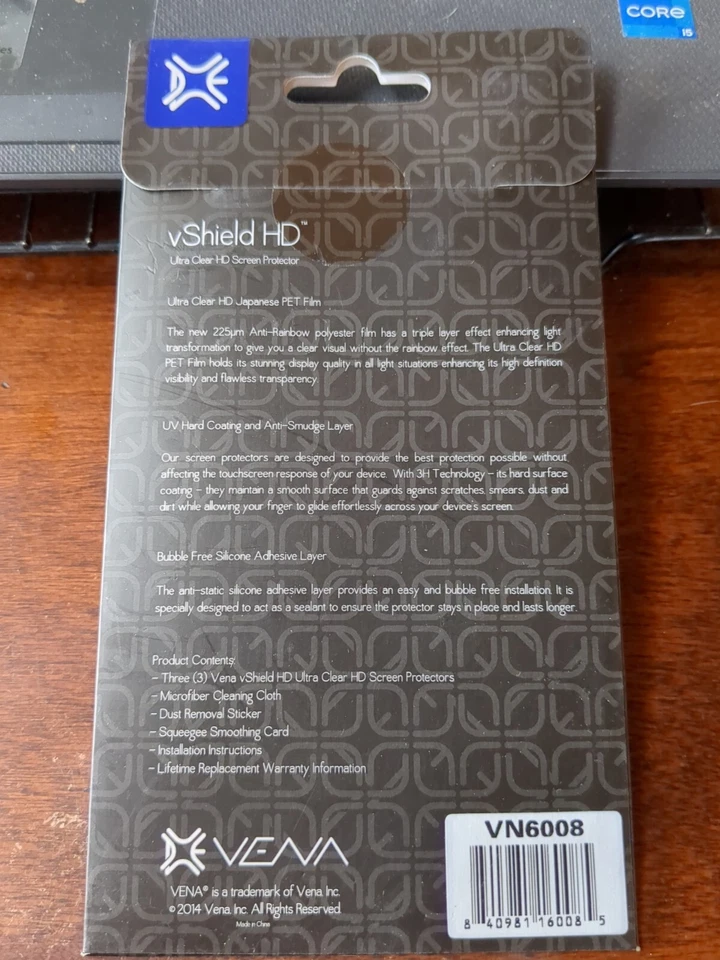 CORE
i5
vShield HD™
Ultra Clear HD Screen Protector
Ultra Clear HD Japanese PET Film
The new 225µm Anti-Rainbow polyester film has a triple layer effect enhancing light
transformation to give you a clear visual without the rainbow effect. The Ultra Clear HD
PET Film holds its stunning display quality in all light situations enhancing its high definition
visibility and flawless transparency.
UV Hard Coating and Anti-Smudge Layer
Our screen protectors are designed to provide the best protection possible without
affecting the touchscreen response of your device. With 3H Technology - its hard surface
coating - they maintain a smooth surface that guards against scratches, smears, dust and
dirt while allowing your finger to glide effortlessly across your device's screen.
Bubble Free Silicone Adhesive Layer
The anti-static silicone adhesive layer provides an easy and bubble free installation. It is
specially designed to act as a sealant to ensure the protector stays in place and lasts longer.
Product Contents:
- Three (3) Vena vShield HD Ultra Clear HD Screen Protectors
- Microfiber Cleaning Cloth
- Dust Removal Sticker
- Squeegee Smoothing Card
- Installation Instructions
- Lifetime Replacement Warranty Information
VENA
VENA® is a trademark of Vena, Inc.
© 2014 Vena, Inc. All Rights Reserved.
Made in China
VN6008
8 40981 16008 5